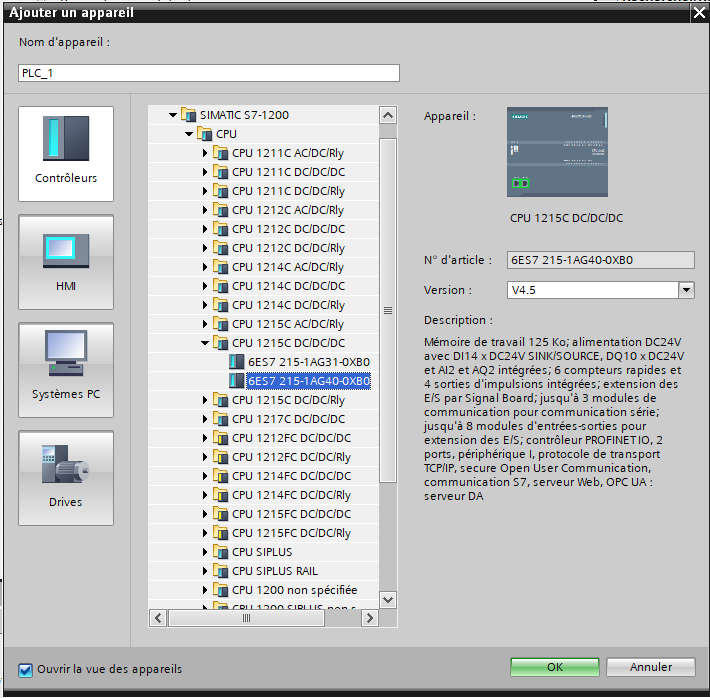 Ajouter un appareil
Nom d'appareil :
PLC_1
Contrôleurs
HMI
Systèmes PC
Drives
SIMATIC S7-1200
CPU
CPU 1211C AC/DC/Rly
CPU 1211C DC/DC/DC
CPU 1211C DC/DC/Rly
CPU 1212C AC/DC/Rly
CPU 1212C DC/DC/DC
CPU 1212C DC/DC/Rly
CPU 1214C AC/DC/Rly
CPU 1214C DC/DC/DC
CPU 1214C DC/DC/Rly
CPU 1215C AC/DC/Rly
CPU 1215C DC/DC/DC
6ES7 215-1AG31-0XB0
6ES7 215-1AG40-0XB0
CPU 1215C DC/DC/Rly
CPU 1217C DC/DC/DC
CPU 1212FC DC/DC/DC
CPU 1212FC DC/DC/Rly
CPU 1214FC DC/DC/DC
CPU 1214FC DC/DC/Rly
CPU 1215FC DC/DC/DC
CPU 1215FC DC/DC/Rly
CPU SIPLUS
CPU SIPLUS RAIL
CPU 1200 non spécifiée
CPU 1200 SIPLUS non s
Appareil :
SIEMENS
CPU 1215C DC/DC/DC
N° d'article :
6ES7 215-1AG40-0XB0
Version :
V4.5
Description :
Mémoire de travail 125 Ko; alimentation DC24V
avec DI14 x DC24V SINK/SOURCE, DQ10 x DC24V
et AI2 et AQ2 intégrées; 6 compteurs rapides et
4 sorties d'impulsions intégrées; extension des
E/S par Signal Board; jusqu'à 3 modules de
communication pour communication série;
jusqu'à 8 modules d'entrées-sorties pour
extension des E/S; contrôleur PROFINET IO, 2
ports, périphérique I, protocole de transport
TCP/IP, secure Open User Communication,
communication S7, serveur Web, OPC UA :
serveur DA
Ouvrir la vue des appareils
OK
Annuler